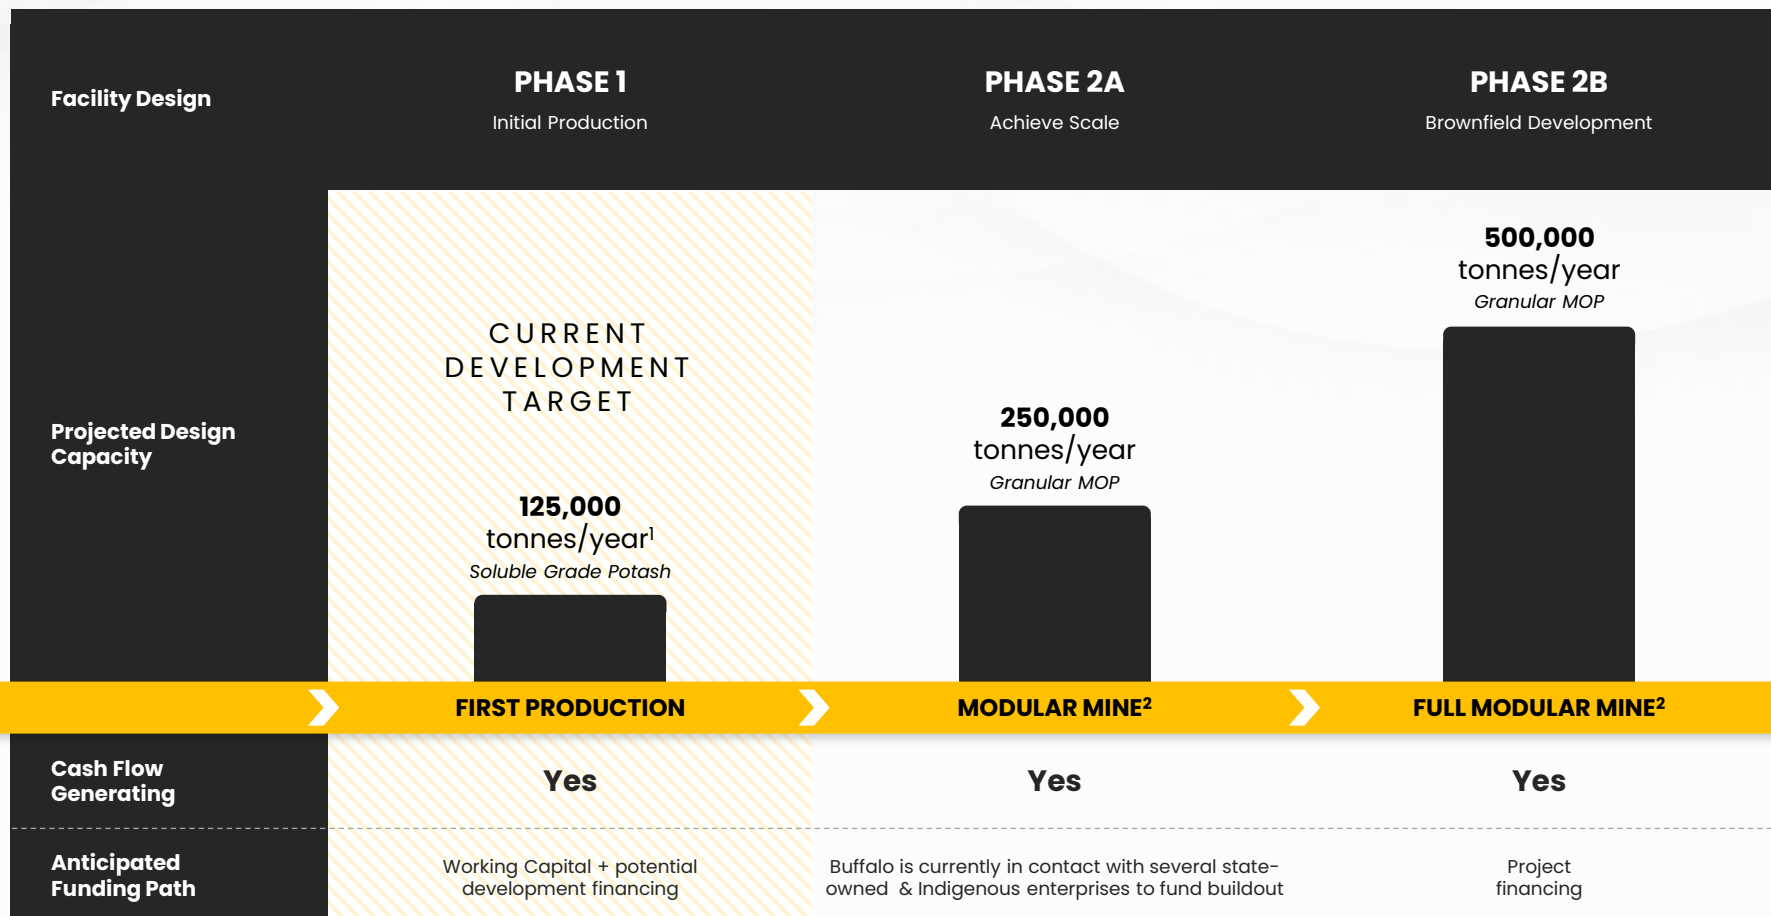 Facility Design
PHASE 1
Initial Production
PHASE 2A
Achieve Scale
PHASE 2B
Brownfield Development
Projected Design
Capacity
CURRENT
DEVELOPMENT
TARGET
125,000
tonnes/year¹
Soluble Grade Potash
250,000
tonnes/year
Granular MOP
500,000
tonnes/year
Granular MOP
FIRST PRODUCTION
MODULAR MINE²
FULL MODULAR MINE²
Cash Flow
Generating
Yes
Yes
Yes
Anticipated
Funding Path
Working Capital + potential
development financing
Buffalo is currently in contact with several state-
owned & Indigenous enterprises to fund buildout
Project
financing